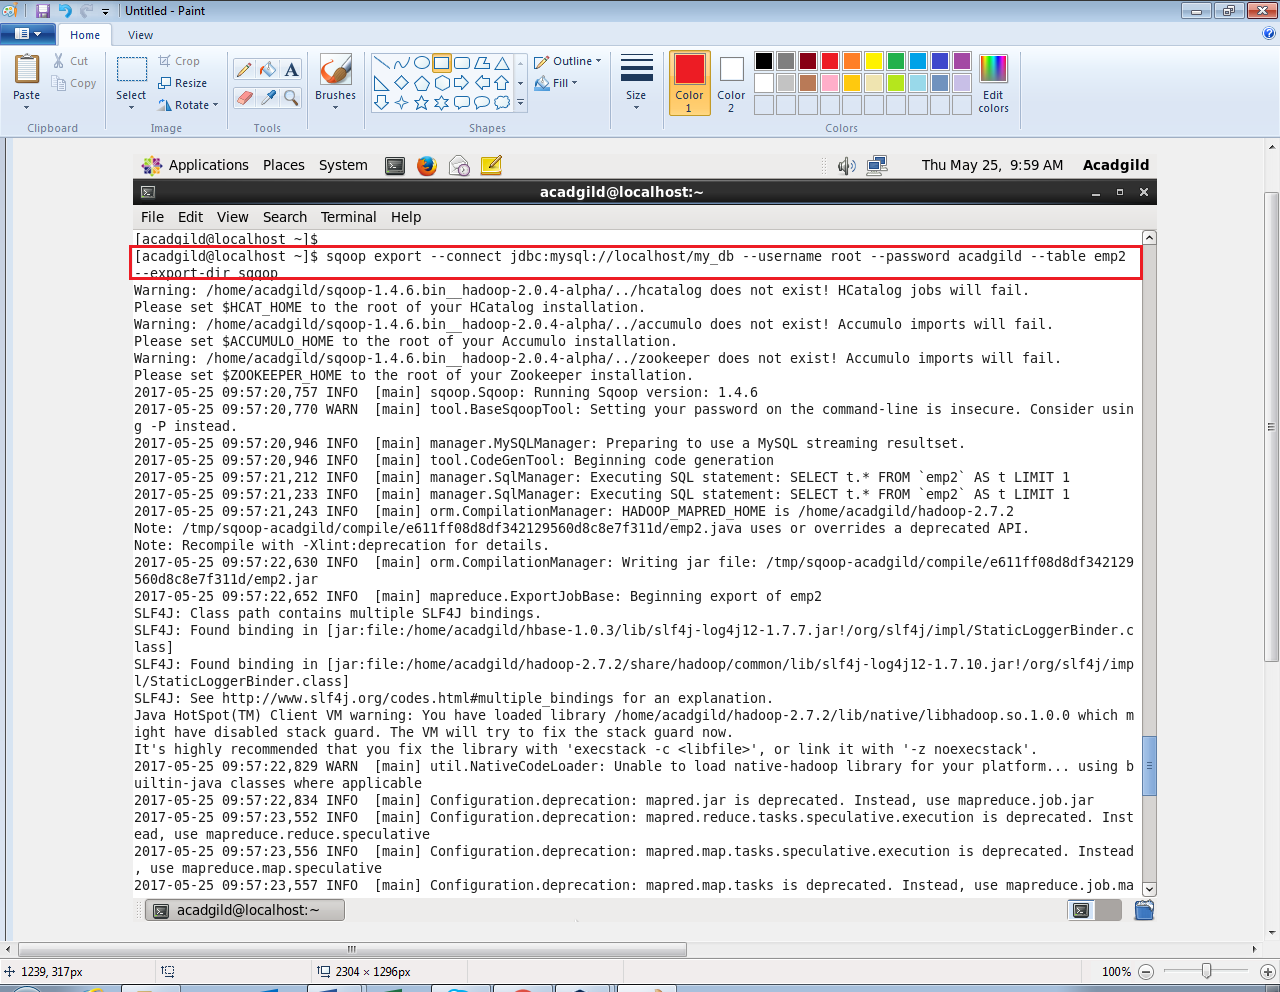 Untitled - Paint
Home
View
Paste
Cut
Copy
Clipboard
Select
Crop
Resize
Rotate
Image
A
Tools
Brushes
Outline
Fill
Shapes
Size
Color 1
Color 2
Edit colors
Colors
Applications Places System
Thu May 25, 9:59 AM Acadgild
acadgild@localhost:~
File Edit View Search Terminal Help
[acadgild@localhost ~]$
[acadgild@localhost ~]$ sqoop export --connect jdbc:mysql://localhost/my_db --username root --password acadgild --table emp2
--export-dir sqoop
Warning: /home/acadgild/sqoop-1.4.6.bin__hadoop-2.0.4-alpha/../hcatalog does not exist! HCatalog jobs will fail.
Please set $HCAT_HOME to the root of your HCatalog installation.
Warning: /home/acadgild/sqoop-1.4.6.bin__hadoop-2.0.4-alpha/../accumulo does not exist! Accumulo imports will fail.
Please set $ACCUMULO_HOME to the root of your Accumulo installation.
Warning: /home/acadgild/sqoop-1.4.6.bin__hadoop-2.0.4-alpha/../zookeeper does not exist! Accumulo imports will fail.
Please set $ZOOKEEPER_HOME to the root of your Zookeeper installation.
2017-05-25 09:57:20,757 INFO  [main] sqoop.Sqoop: Running Sqoop version: 1.4.6
2017-05-25 09:57:20,770 WARN  [main] tool.BaseSqoopTool: Setting your password on the command-line is insecure. Consider usin
g -P instead.
2017-05-25 09:57:20,946 INFO  [main] manager.MySQLManager: Preparing to use a MySQL streaming resultset.
2017-05-25 09:57:20,946 INFO  [main] tool.CodeGenTool: Beginning code generation
2017-05-25 09:57:21,212 INFO  [main] manager.SqlManager: Executing SQL statement: SELECT t.* FROM `emp2` AS t LIMIT 1
2017-05-25 09:57:21,233 INFO  [main] manager.SqlManager: Executing SQL statement: SELECT t.* FROM `emp2` AS t LIMIT 1
2017-05-25 09:57:21,243 INFO  [main] orm.CompilationManager: HADOOP_MAPRED_HOME is /home/acadgild/hadoop-2.7.2
Note: /tmp/sqoop-acadgild/compile/e611ff08d8df342129560d8c8e7f311d/emp2.java uses or overrides a deprecated API.
Note: Recompile with -Xlint:deprecation for details.
2017-05-25 09:57:22,630 INFO  [main] orm.CompilationManager: Writing jar file: /tmp/sqoop-acadgild/compile/e611ff08d8df342129
560d8c8e7f311d/emp2.jar
2017-05-25 09:57:22,652 INFO  [main] mapreduce.ExportJobBase: Beginning export of emp2
SLF4J: Class path contains multiple SLF4J bindings.
SLF4J: Found binding in [jar:file:/home/acadgild/hbase-1.0.3/lib/slf4j-log4j12-1.7.7.jar!/org/slf4j/impl/StaticLoggerBinder.c
lass]
SLF4J: Found binding in [jar:file:/home/acadgild/hadoop-2.7.2/share/hadoop/common/lib/slf4j-log4j12-1.7.10.jar!/org/slf4j/imp
l/StaticLoggerBinder.class]
SLF4J: See http://www.slf4j.org/codes.html#multiple_bindings for an explanation.
Java HotSpot(TM) Client VM warning: You have loaded library /home/acadgild/hadoop-2.7.2/lib/native/libhadoop.so.1.0.0 which m
ight have disabled stack guard. The VM will try to fix the stack guard now.
It's highly recommended that you fix the library with 'execstack -c <libfile>', or link it with '-z noexecstack'.
2017-05-25 09:57:22,829 WARN  [main] util.NativeCodeLoader: Unable to load native-hadoop library for your platform... using b
uiltin-java classes where applicable
2017-05-25 09:57:22,834 INFO  [main] Configuration.deprecation: mapred.jar is deprecated. Instead, use mapreduce.job.jar
2017-05-25 09:57:23,552 INFO  [main] Configuration.deprecation: mapred.reduce.tasks.speculative.execution is deprecated. Inst
ead, use mapreduce.reduce.speculative
2017-05-25 09:57:23,556 INFO  [main] Configuration.deprecation: mapred.map.tasks.speculative.execution is deprecated. Instead
, use mapreduce.map.speculative
2017-05-25 09:57:23,557 INFO  [main] Configuration.deprecation: mapred.map.tasks is deprecated. Instead, use mapreduce.job.ma
acadgild@localhost:~
1239, 317px
2304 × 1296px
100%